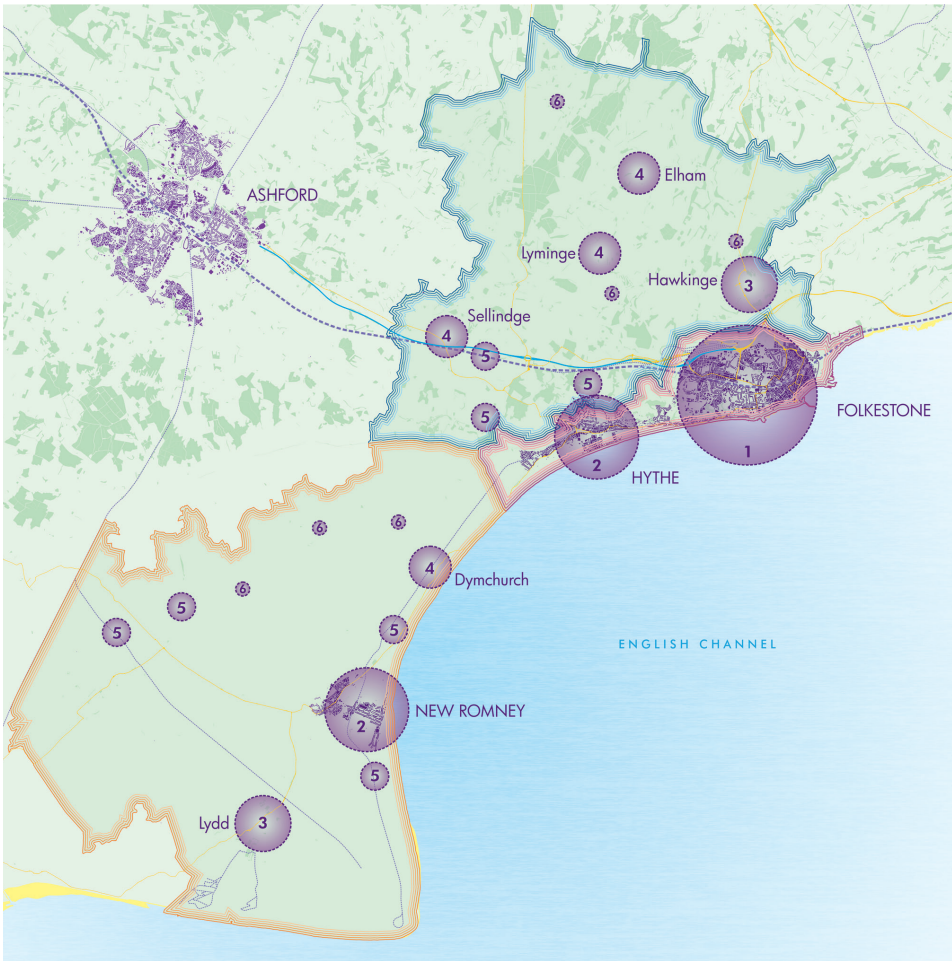 6
4
Elham
ASHFORD
Lyminge
4
6
Hawkinge
3
6
Sellindge
4
5
5
5
FOLKESTONE
1
2
HYTHE
6
6
4
Dymchurch
6
5
5
5
ENGLISH CHANNEL
NEW ROMNEY
2
5
Lydd
3